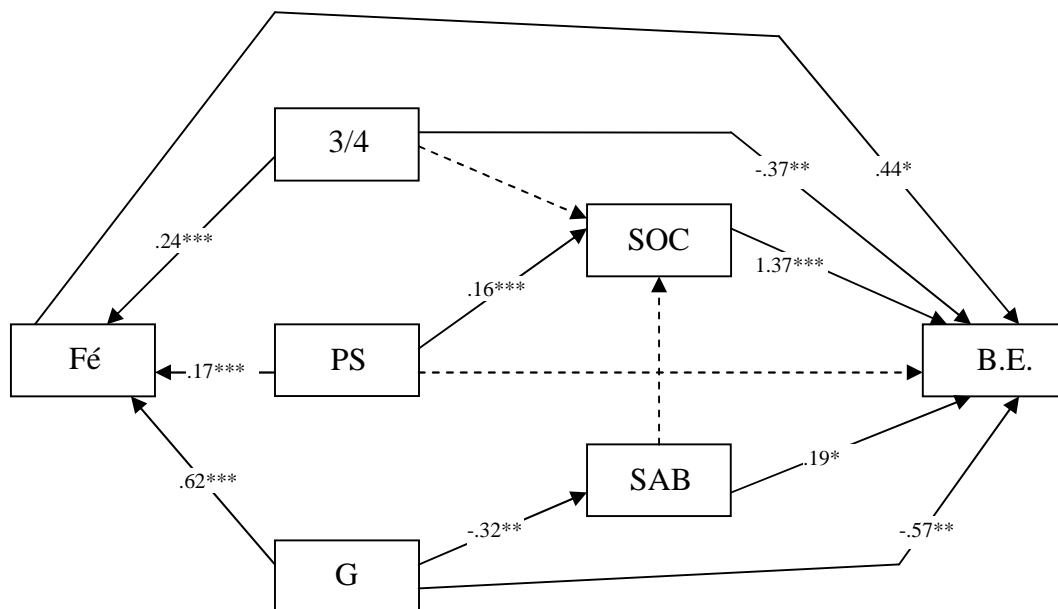 3/4
-.37**
.44*
.24***
SOC
1.37***
.16***
Fé
.17***
PS
B.E.
.62***
SAB
.19*
-.32**
-.57**
G